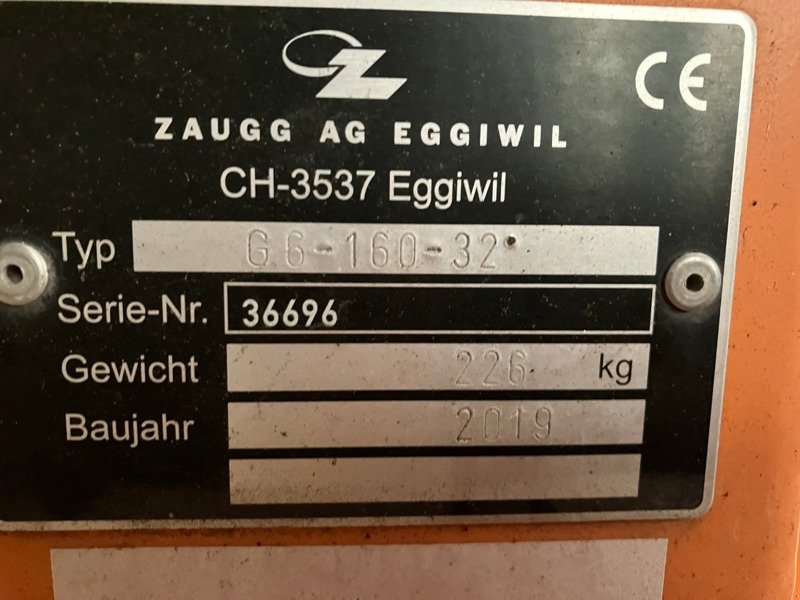 CE
ZAUGG AG EGGIWIL
CH-3537 Eggiwil
Typ G6-160-32°
Serie-Nr. 36696
Gewicht 226 kg
Baujahr 2019